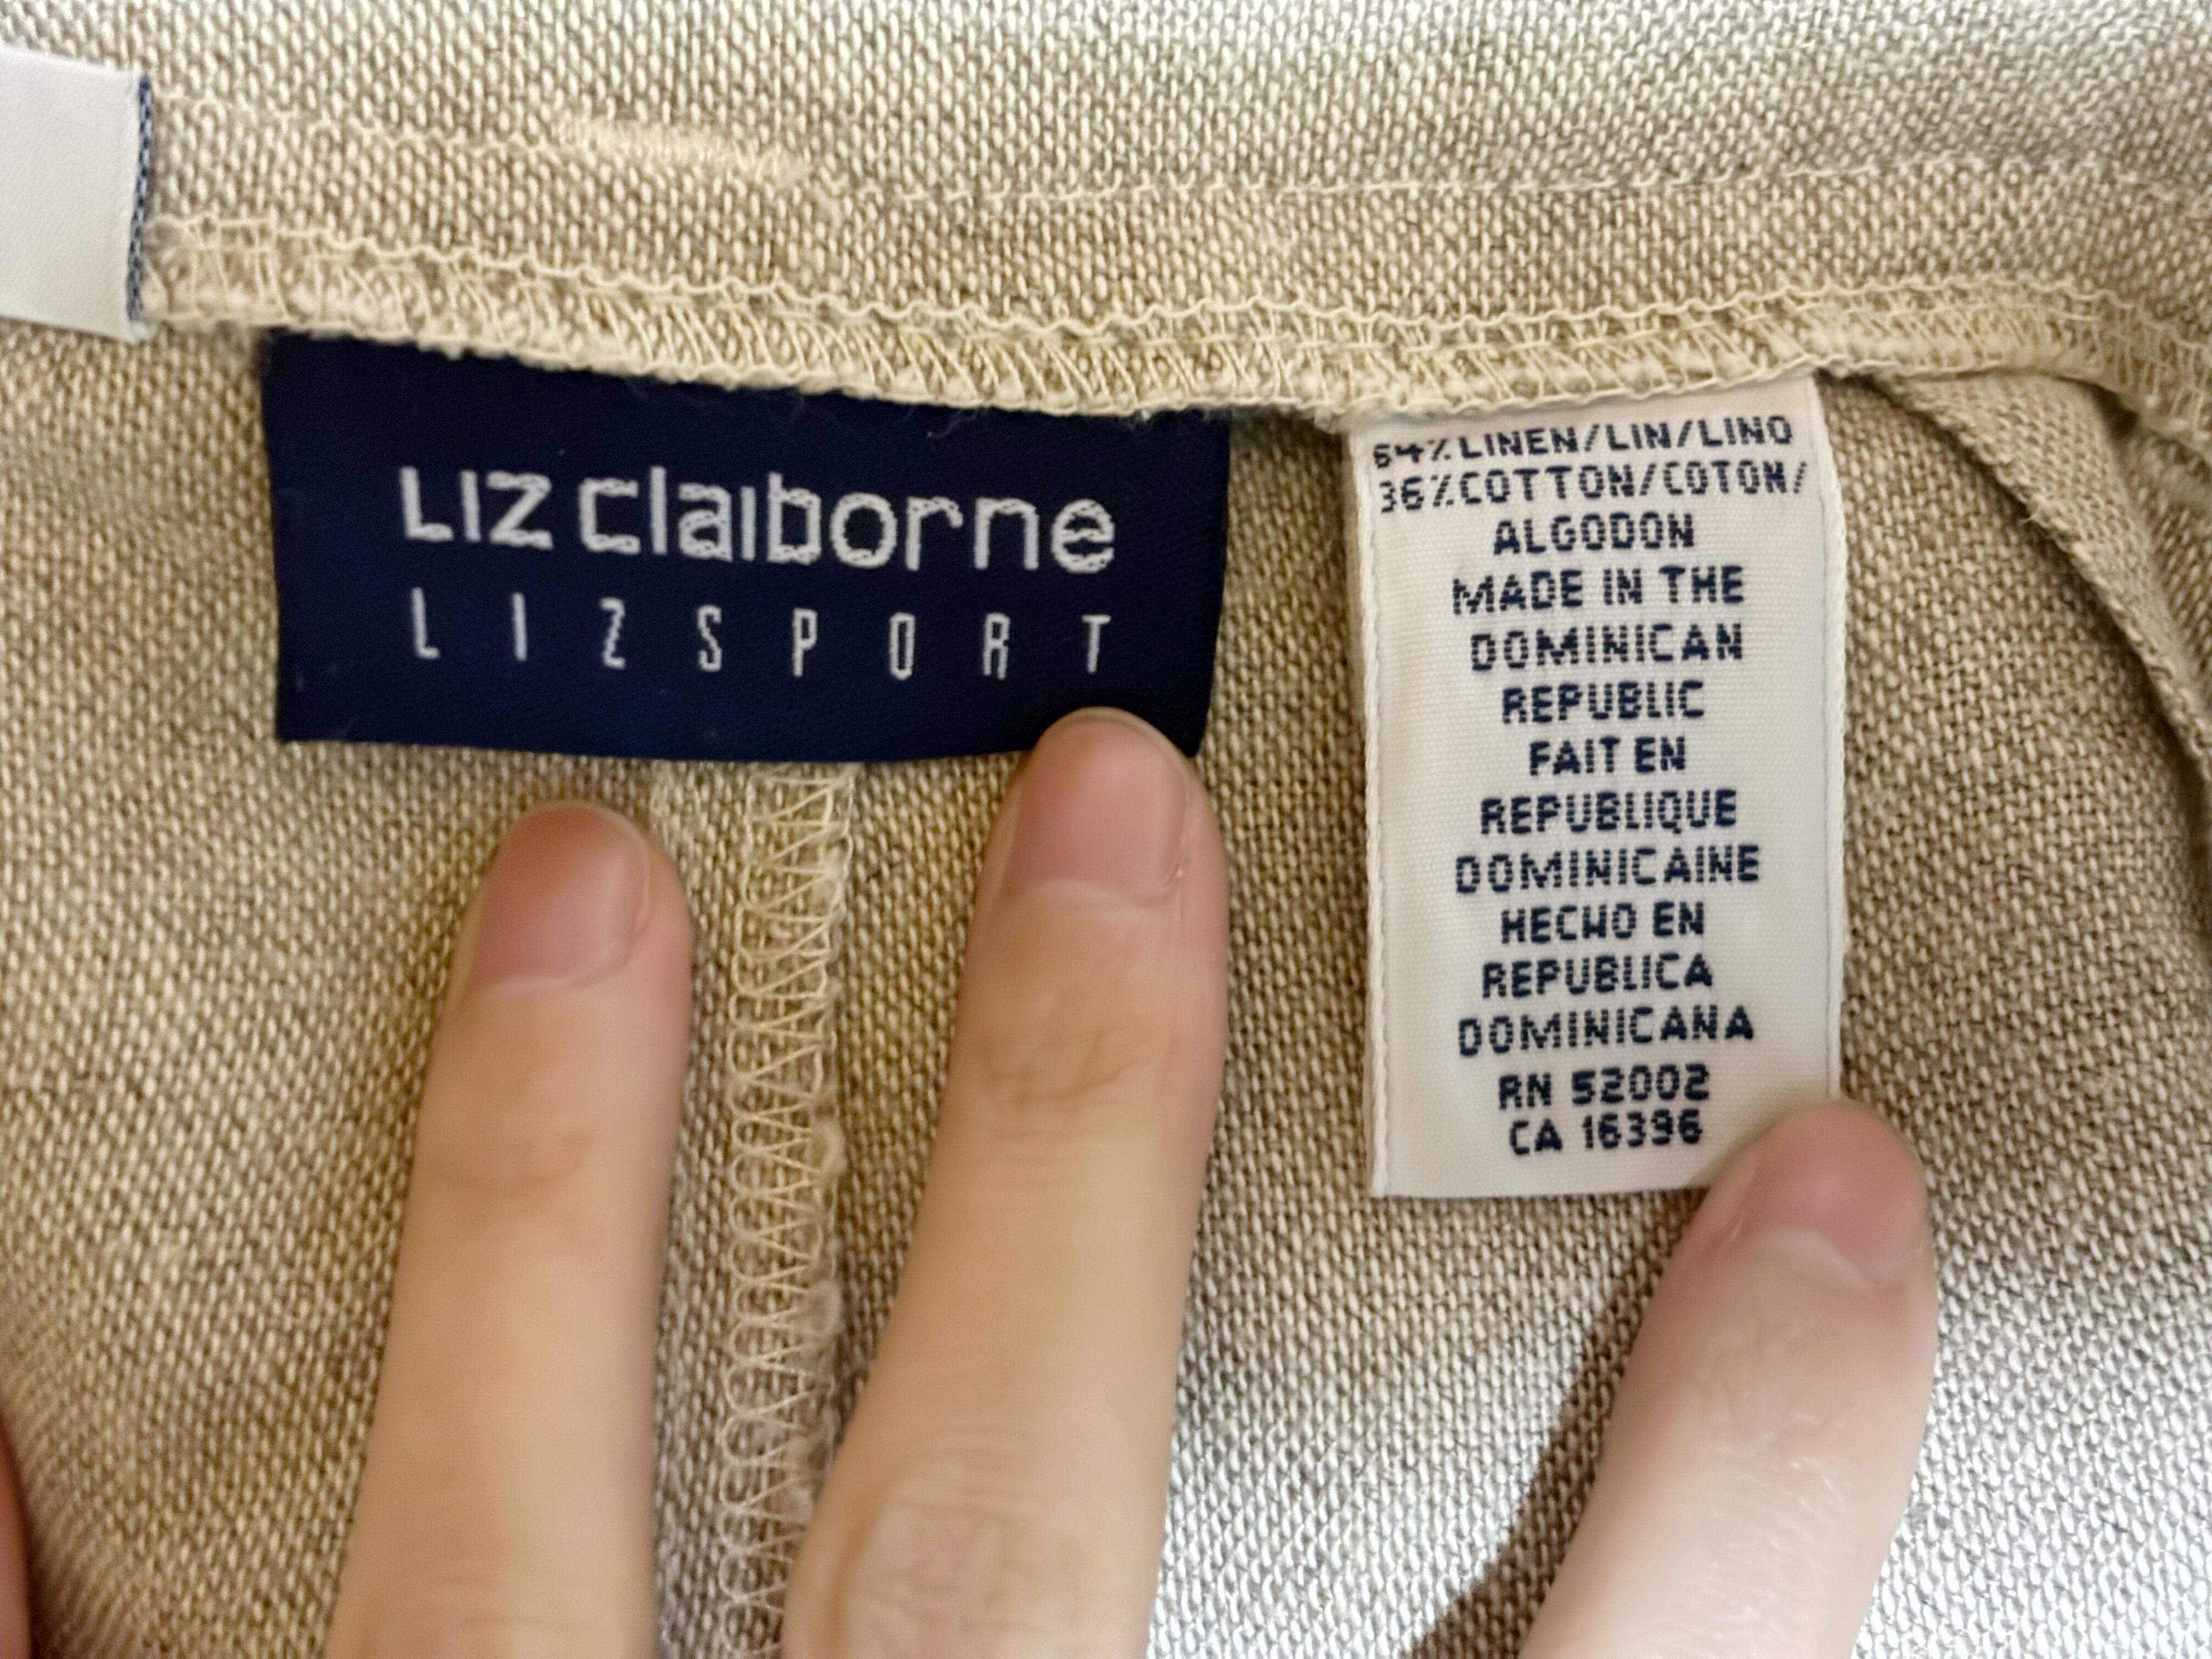 Liz claiborne
LIZSPORT
64% LINEN/LIN/LINO
36% COTTON/COTON/
ALGODON
MADE IN THE
DOMINICAN
REPUBLIC
FAIT EN
REPUBLIQUE
DOMINICAINE
HECHO EN
REPUBLICA
DOMINICANA
RN 52002
CA 16396